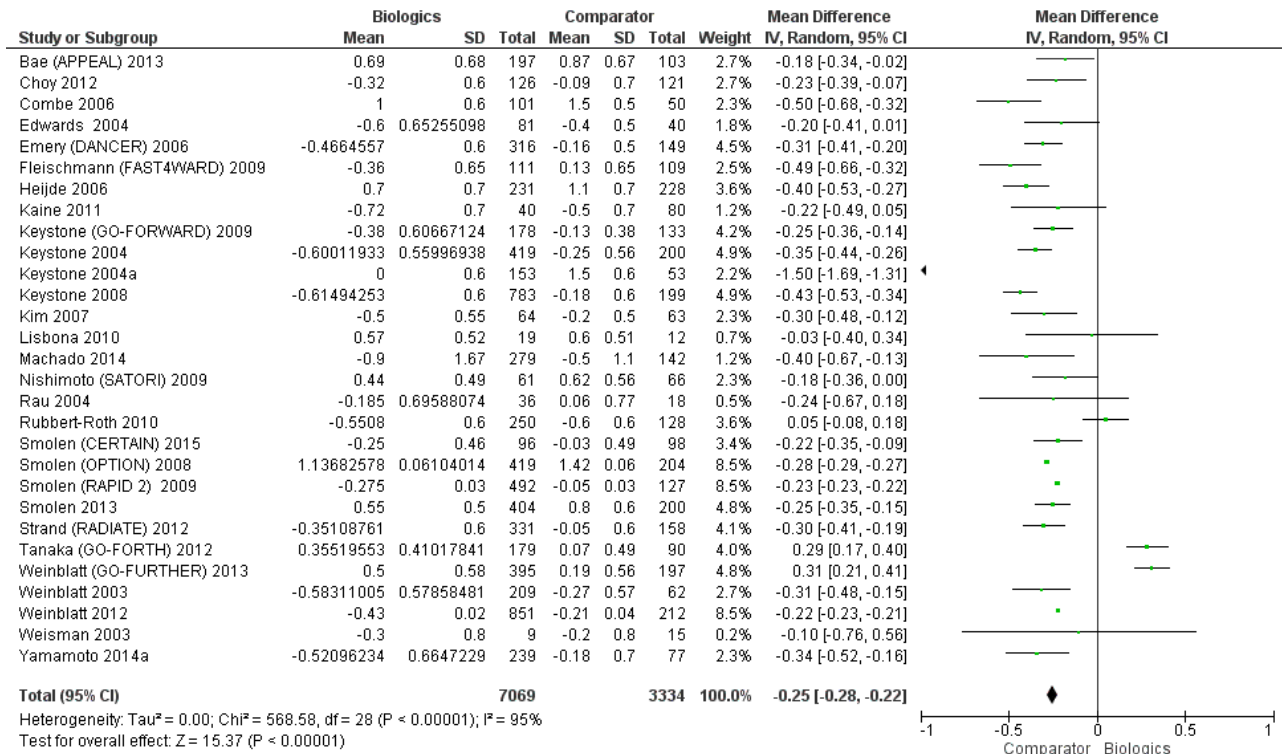 Biologics Comparator Mean Difference Mean Difference
Study or Subgroup Mean SD Total Mean SD Total Weight IV, Random, 95% CI IV, Random, 95% CI
Bae (APPEAL) 2013 0.69 0.68 197 0.87 0.67 103 2.7% -0.18 [-0.34, -0.02]
Choy 2012 -0.32 0.6 126 -0.09 0.7 121 2.7% -0.23 [-0.39, -0.07]
Combe 2006 1 0.6 101 1.5 0.5 50 2.3% -0.50 [-0.68, -0.32]
Edwards 2004 -0.6 0.65255098 81 -0.4 0.5 40 1.8% -0.20 [-0.41, 0.01]
Emery (DANCER) 2006 -0.4664557 0.6 316 -0.16 0.5 149 4.5% -0.31 [-0.41, -0.20]
Fleischmann (FAST4WARD) 2009 -0.36 0.65 111 0.13 0.65 109 2.5% -0.49 [-0.66, -0.32]
Heijde 2006 0.7 0.7 231 1.1 0.7 228 3.6% -0.40 [-0.53, -0.27]
Kaine 2011 -0.72 0.7 40 -0.5 0.7 80 1.2% -0.22 [-0.49, 0.05]
Keystone (GO-FORWARD) 2009 -0.38 0.60667124 178 -0.13 0.38 133 4.2% -0.25 [-0.36, -0.14]
Keystone 2004 -0.60011933 0.55996938 419 -0.25 0.56 200 5.0% -0.35 [-0.44, -0.26]
Keystone 2004a 0 0.6 153 1.5 0.6 53 2.2% -1.50 [-1.69, -1.31]
Keystone 2008 -0.61494253 0.6 783 -0.18 0.6 199 4.9% -0.43 [-0.53, -0.34]
Kim 2007 -0.5 0.55 64 -0.2 0.5 63 2.2% -0.30 [-0.48, -0.12]
Lisbona 2010 0.57 0.52 19 0.6 0.51 12 0.7% -0.03 [-0.40, 0.34]
Machado 2014 -0.9 1.67 279 -0.5 1.1 142 1.2% -0.40 [-0.67, -0.13]
Nishimoto (SATORI) 2009 0.44 0.49 61 0.62 0.56 66 2.3% -0.18 [-0.36, 0.00]
Rau 2004 -0.185 0.69588074 36 0.06 0.77 18 0.5% -0.24 [-0.67, 0.18]
Rubbert-Roth 2010 -0.5508 0.6 250 -0.6 0.6 128 3.6% 0.05 [-0.08, 0.18]
Smolen (CERTAIN) 2015 -0.25 0.46 96 -0.03 0.49 98 3.4% -0.22 [-0.35, -0.09]
Smolen (OPTION) 2008 1.13682578 0.06104014 419 1.42 0.06 204 8.5% -0.28 [-0.29, -0.27]
Smolen (RAPID 2) 2009 -0.275 0.03 492 -0.05 0.03 127 8.5% -0.23 [-0.23, -0.22]
Smolen 2013 0.55 0.5 404 0.8 0.6 200 4.8% -0.25 [-0.35, -0.15]
Strand (RADIATE) 2012 -0.35108761 0.6 331 -0.05 0.6 158 4.1% -0.30 [-0.41, -0.19]
Tanaka (GO-FORTH) 2012 0.35519553 0.41017841 179 0.07 0.49 90 4.0% 0.29 [0.17, 0.40]
Weinblatt (GO-FURTHER) 2013 0.5 0.58 395 0.19 0.56 197 4.8% 0.31 [0.21, 0.41]
Weinblatt 2003 -0.58311005 0.57858481 209 -0.27 0.57 62 2.7% -0.31 [-0.48, -0.15]
Weinblatt 2012 -0.43 0.02 851 -0.21 0.04 212 8.5% -0.22 [-0.23, -0.21]
Weisman 2003 -0.3 0.8 9 -0.2 0.8 15 0.2% -0.10 [-0.76, 0.56]
Yamamoto 2014a -0.52096234 0.6647229 239 -0.18 0.7 77 2.3% -0.34 [-0.52, -0.16]
Total (95% CI) 7069 3334 100.0% -0.25 [-0.28, -0.22]
Heterogeneity: Tau² = 0.00; Chi² = 568.58, df = 28 (P < 0.00001); I² = 95%
Test for overall effect: Z = 15.37 (P < 0.00001)
-1 -0.5 0 0.5 1
Comparator Biologics